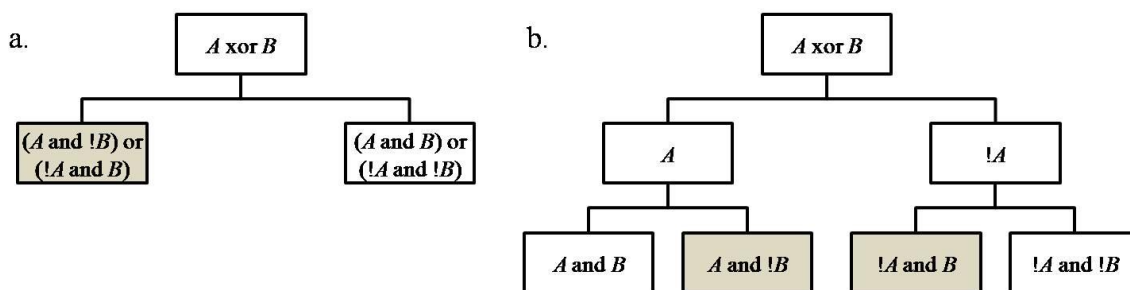 a.
A xor B
(A and !B) or
(!A and B)
(A and B) or
(!A and !B)
b.
A xor B
A
!A
A and B
A and !B
!A and B
!A and !B